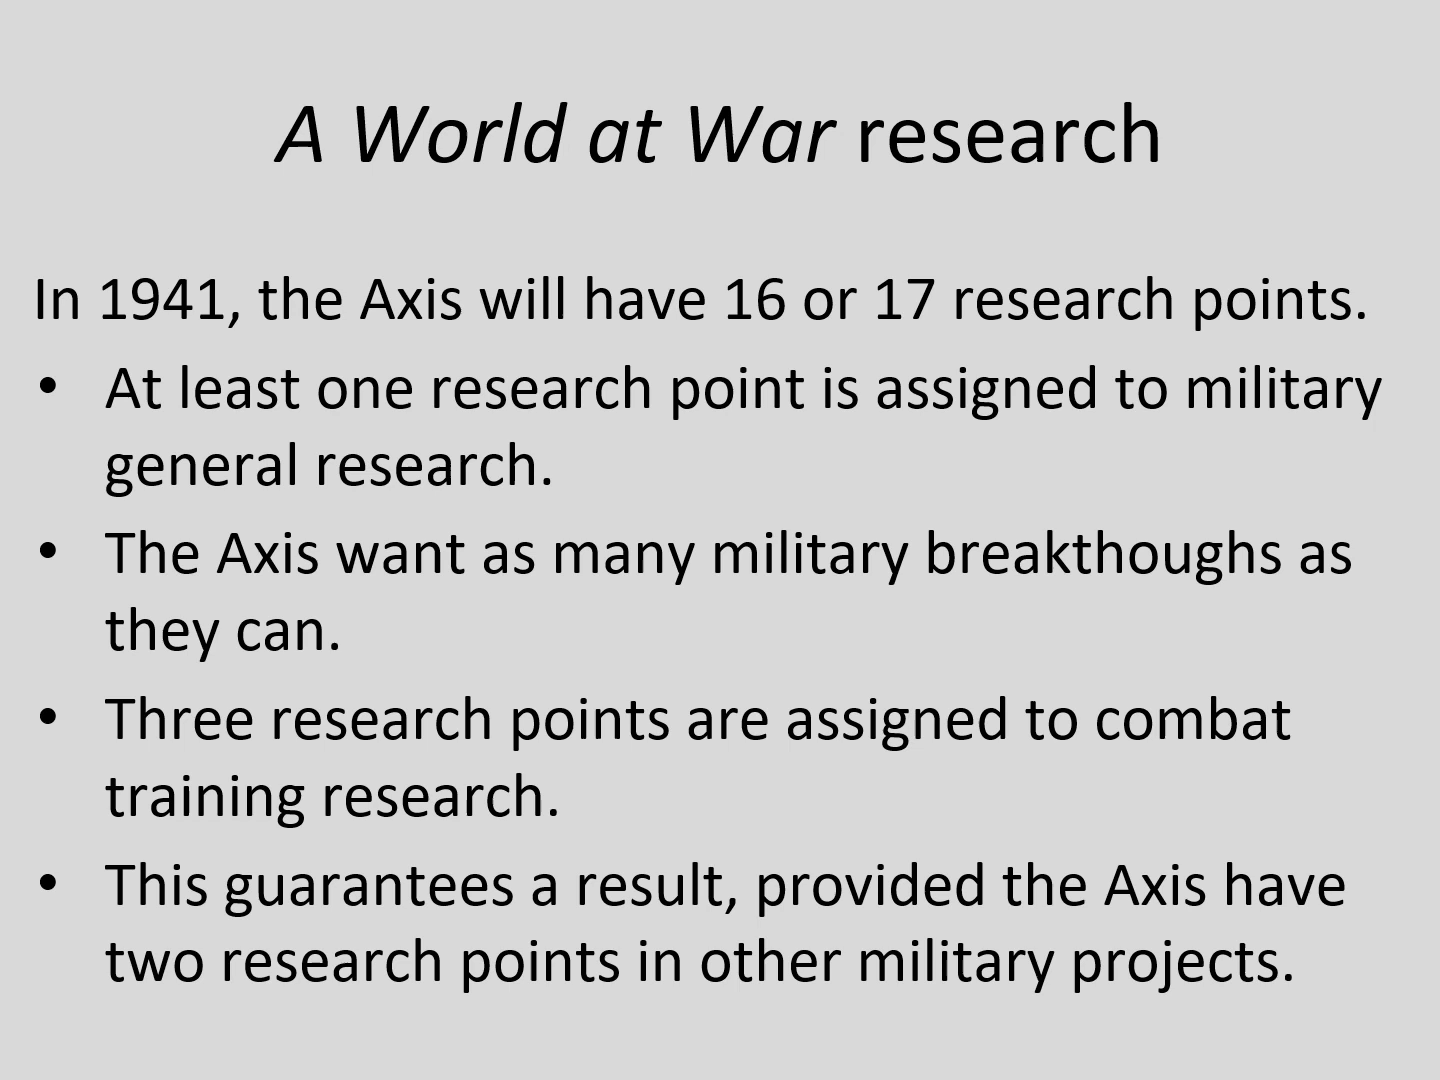 A World at War research
In 1941, the Axis will have 16 or 17 research points.
• At least one research point is assigned to military
general research.
• The Axis want as many military breakthoughs as
they can.
• Three research points are assigned to combat
training research.
• This guarantees a result, provided the Axis have
two research points in other military projects.